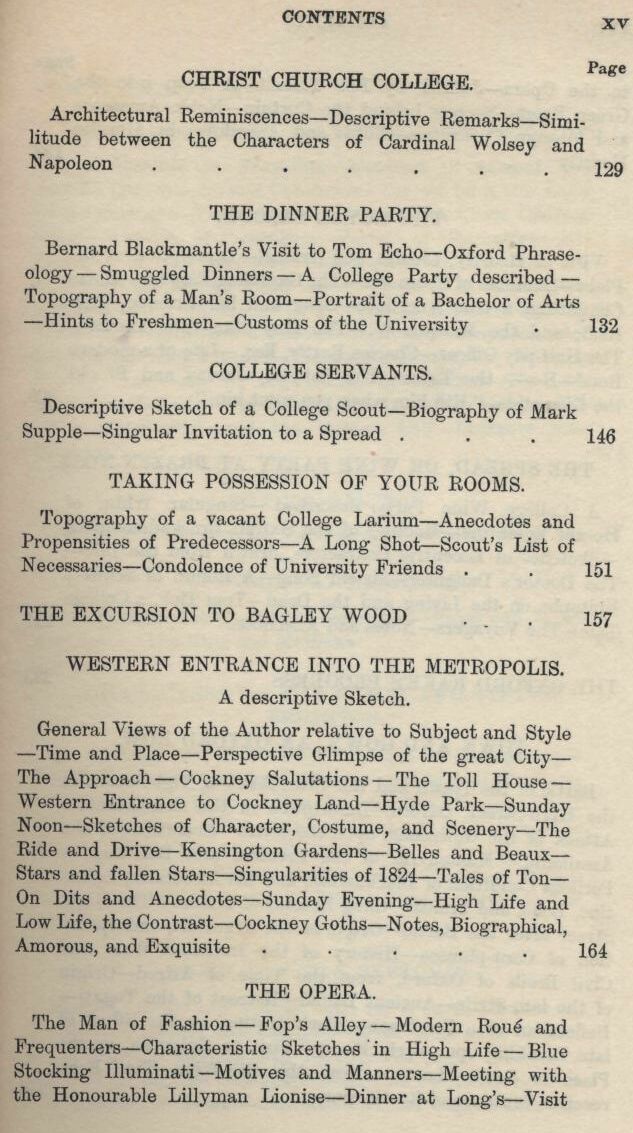 CONTENTS xv
Page
CHRIST CHURCH COLLEGE.
Architectural Reminiscences—Descriptive Remarks—Simi-
litude between the Characters of Cardinal Wolsey and
Napoleon . . . . . . . 129
THE DINNER PARTY.
Bernard Blackmantle's Visit to Tom Echo—Oxford Phrase-
ology — Smuggled Dinners — A College Party described —
Topography of a Man's Room—Portrait of a Bachelor of Arts
—Hints to Freshmen—Customs of the University . 132
COLLEGE SERVANTS.
Descriptive Sketch of a College Scout—Biography of Mark
Supple—Singular Invitation to a Spread . . . 146
TAKING POSSESSION OF YOUR ROOMS.
Topography of a vacant College Larium—Anecdotes and
Propensities of Predecessors—A Long Shot—Scout's List of
Necessaries—Condolence of University Friends . . 151
THE EXCURSION TO BAGLEY WOOD . . 157
WESTERN ENTRANCE INTO THE METROPOLIS.
A descriptive Sketch.
General Views of the Author relative to Subject and Style
—Time and Place—Perspective Glimpse of the great City—
The Approach — Cockney Salutations — The Toll House —
Western Entrance to Cockney Land—Hyde Park—Sunday
Noon—Sketches of Character, Costume, and Scenery—The
Ride and Drive—Kensington Gardens—Belles and Beaux—
Stars and fallen Stars—Singularities of 1824—Tales of Ton—
On Dits and Anecdotes—Sunday Evening—High Life and
Low Life, the Contrast—Cockney Goths—Notes, Biographical,
Amorous, and Exquisite . . . . . 164
THE OPERA.
The Man of Fashion — Fop's Alley — Modern Roué and
Frequenters—Characteristic Sketches in High Life — Blue
Stocking Illuminati—Motives and Manners—Meeting with
the Honourable Lillyman Lionise—Dinner at Long's—Visit